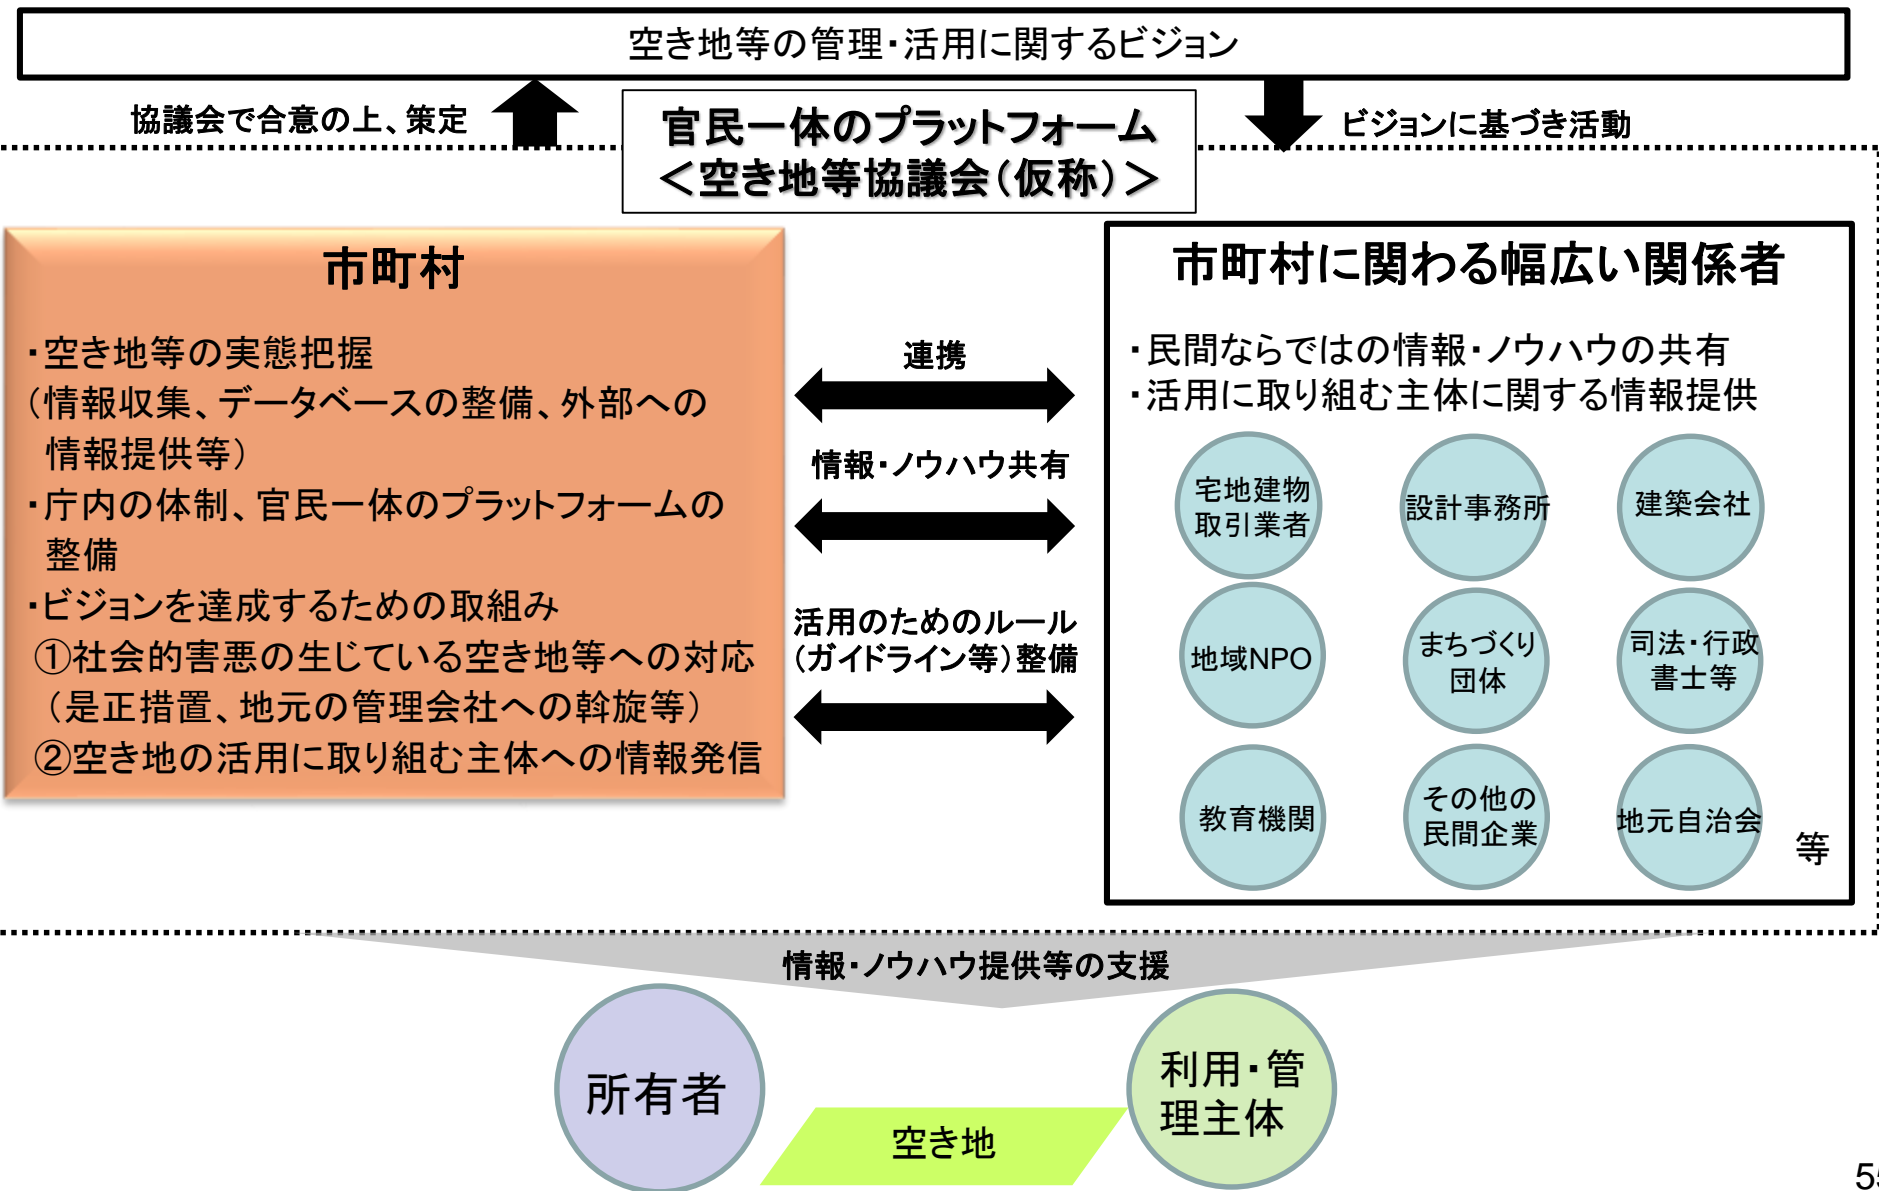 空き地等の管理・活用に関するビジョン
協議会で合意の上、策定
官民一体のプラットフォーム
＜空き地等協議会（仮称）＞
ビジョンに基づき活動
市町村
・空き地等の実態把握
（情報収集、データベースの整備、外部への
情報提供等）
・庁内の体制、官民一体のプラットフォームの
整備
・ビジョンを達成するための取組み
①社会的害悪の生じている空き地等への対応
（是正措置、地元の管理会社への斡旋等）
②空き地の活用に取り組む主体への情報発信
連携
情報・ノウハウ共有
活用のためのルール
（ガイドライン等）整備
市町村に関わる幅広い関係者
・民間ならではの情報・ノウハウの共有
・活用に取り組む主体に関する情報提供
宅地建物
取引業者
設計事務所
建築会社
地域NPO
まちづくり
団体
司法・行政
書士等
教育機関
その他の
民間企業
地元自治会
等
情報・ノウハウ提供等の支援
所有者
空き地
利用・管
理主体
55